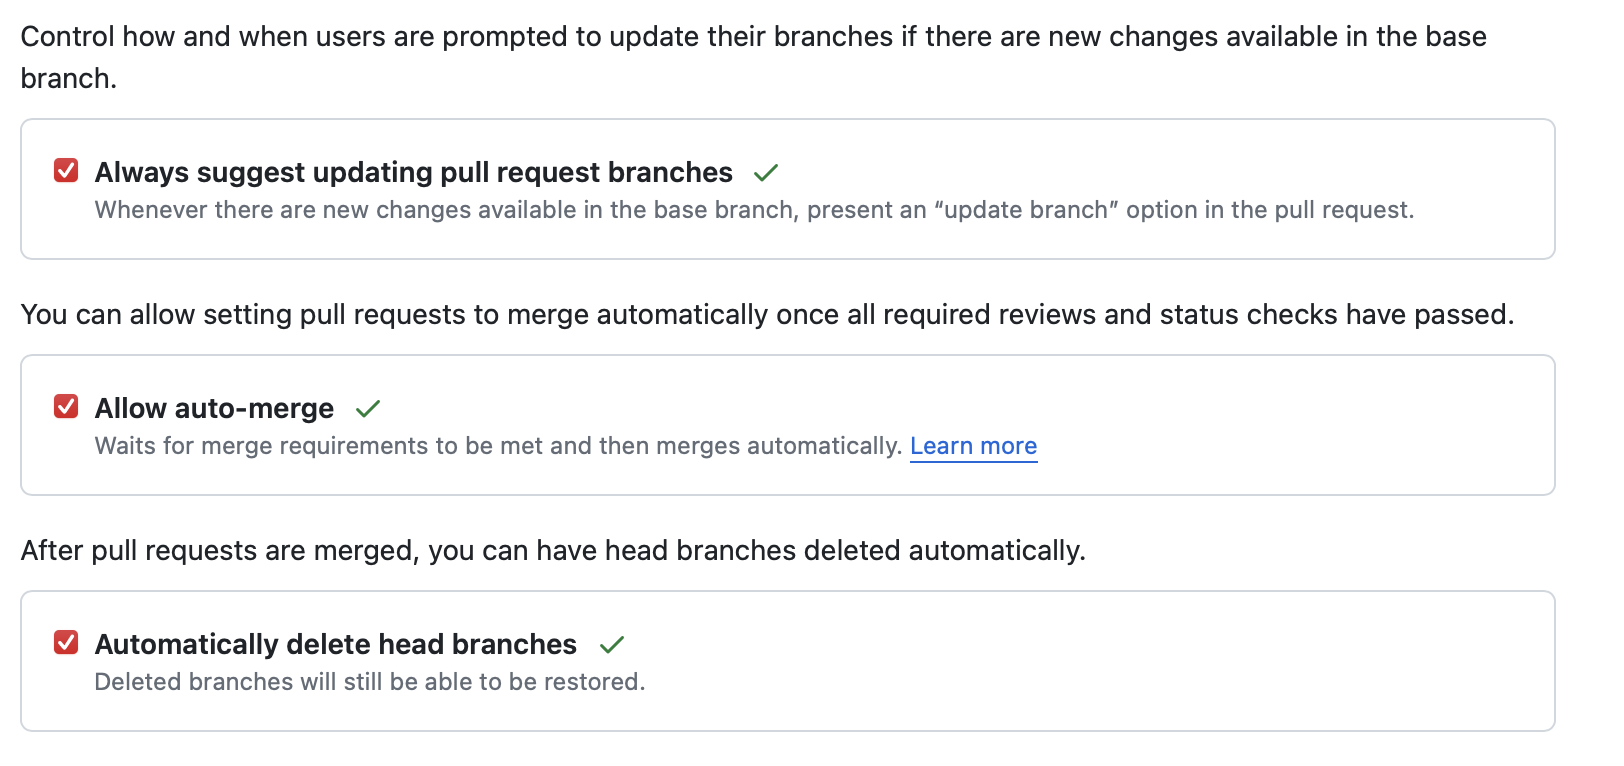 Control how and when users are prompted to update their branches if there are new changes available in the base
branch.
Always suggest updating pull request branches
Whenever there are new changes available in the base branch, present an “update branch” option in the pull request.
You can allow setting pull requests to merge automatically once all required reviews and status checks have passed.
Allow auto-merge
Waits for merge requirements to be met and then merges automatically. Learn more
After pull requests are merged, you can have head branches deleted automatically.
Automatically delete head branches
Deleted branches will still be able to be restored.